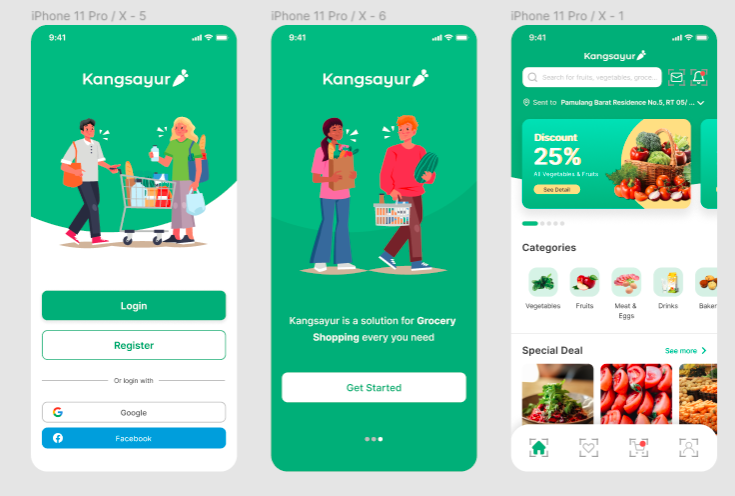 iPhone 11 Pro / X - 5
9:41
Kangsayur
Login
Register
Or login with
Google
Facebook
iPhone 11 Pro / X - 6
9:41
Kangsayur
Kangsayur is a solution for Grocery
Shopping every you need
Get Started
iPhone 11 Pro / X - 1
9:41
Kangsayur
Search for fruits, vegetables, groce...
Sent to Pamulang Barat Residence No.5, RT 05/ ...
Discount
25%
All Vegetables & Fruits
See Detail
Categories
Vegetables
Fruits
Meat &
Eggs
Drinks
Baker
Special Deal
See more